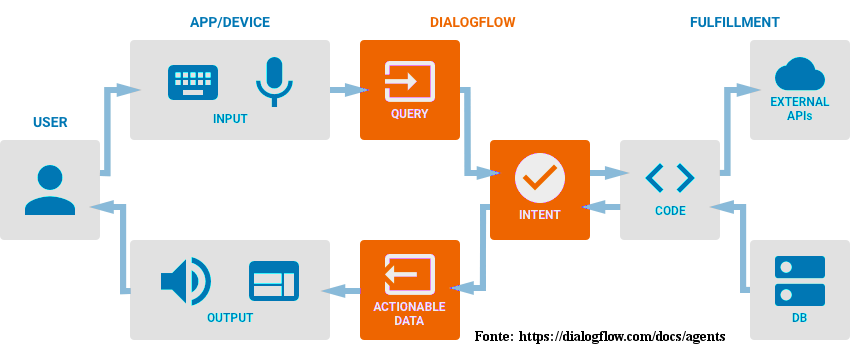 APP/DEVICE
DIALOGFLOW
FULFILLMENT
INPUT
QUERY
EXTERNAL
APIs
USER
INTENT
CODE
OUTPUT
ACTIONABLE
DATA
DB
Fonte: https://dialogflow.com/docs/agents